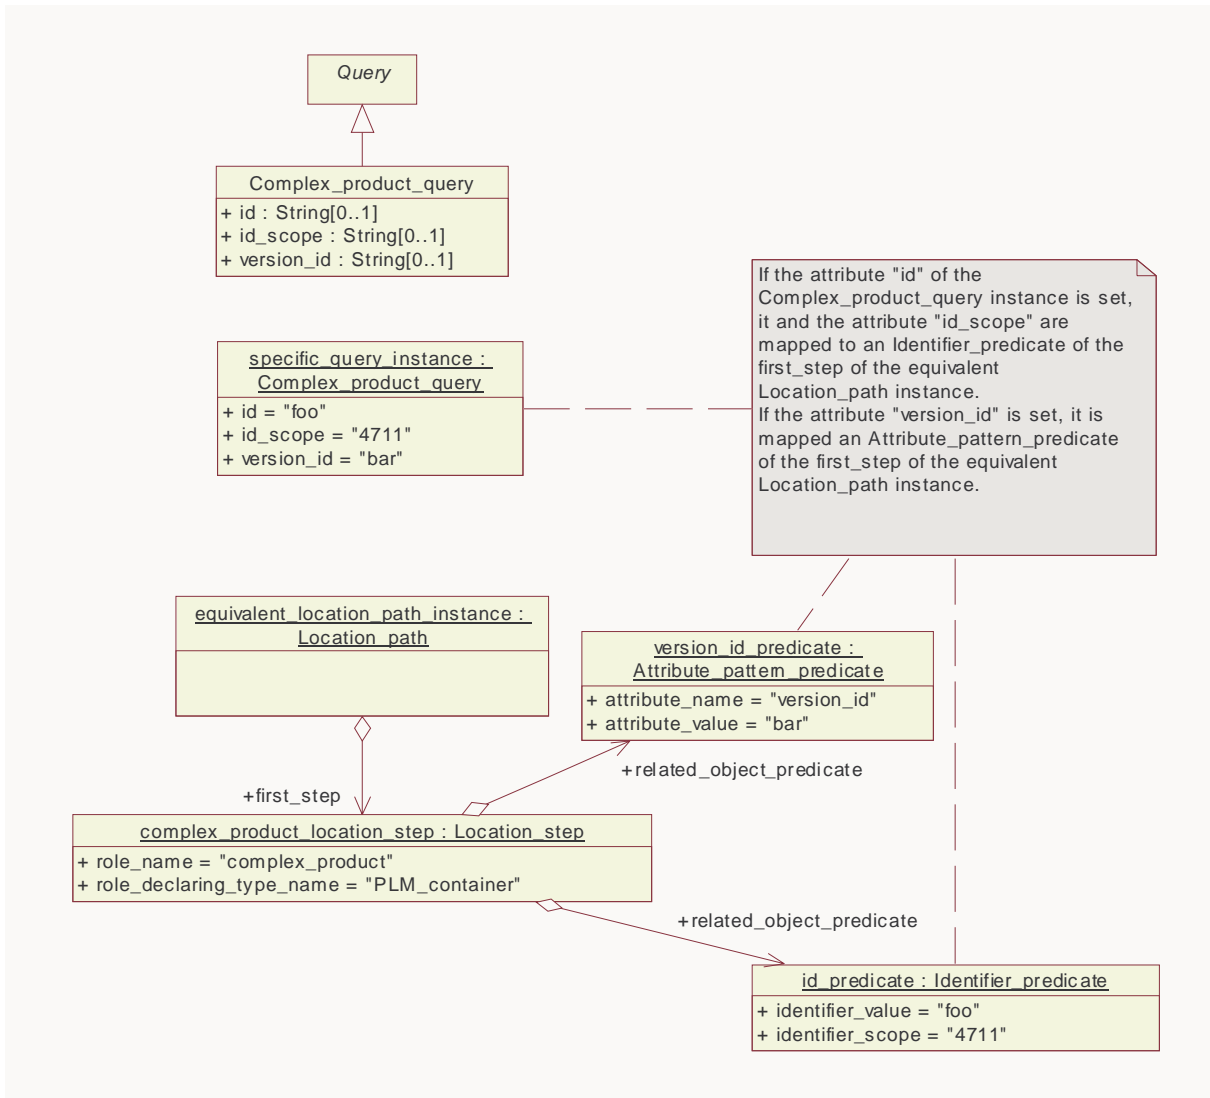 Query
Complex_product_query
+ id : String[0..1]
+ id_scope : String[0..1]
+ version_id : String[0..1]
If the attribute "id" of the
Complex_product_query instance is set,
it and the attribute "id_scope" are
mapped to an Identifier_predicate of the
first_step of the equivalent
Location_path instance.
If the attribute "version_id" is set, it is
mapped an Attribute_pattern_predicate
of the first_step of the equivalent
Location_path instance.
specific_query_instance :
Complex_product_query
+ id = "foo"
+ id_scope = "4711"
+ version_id = "bar"
equivalent_location_path_instance :
Location_path
version_id_predicate :
Attribute_pattern_predicate
+ attribute_name = "version_id"
+ attribute_value = "bar"
+related_object_predicate
+first_step
complex_product_location_step : Location_step
+ role_name = "complex_product"
+ role_declaring_type_name = "PLM_container"
+related_object_predicate
id_predicate : Identifier_predicate
+ identifier_value = "foo"
+ identifier_scope = "4711"